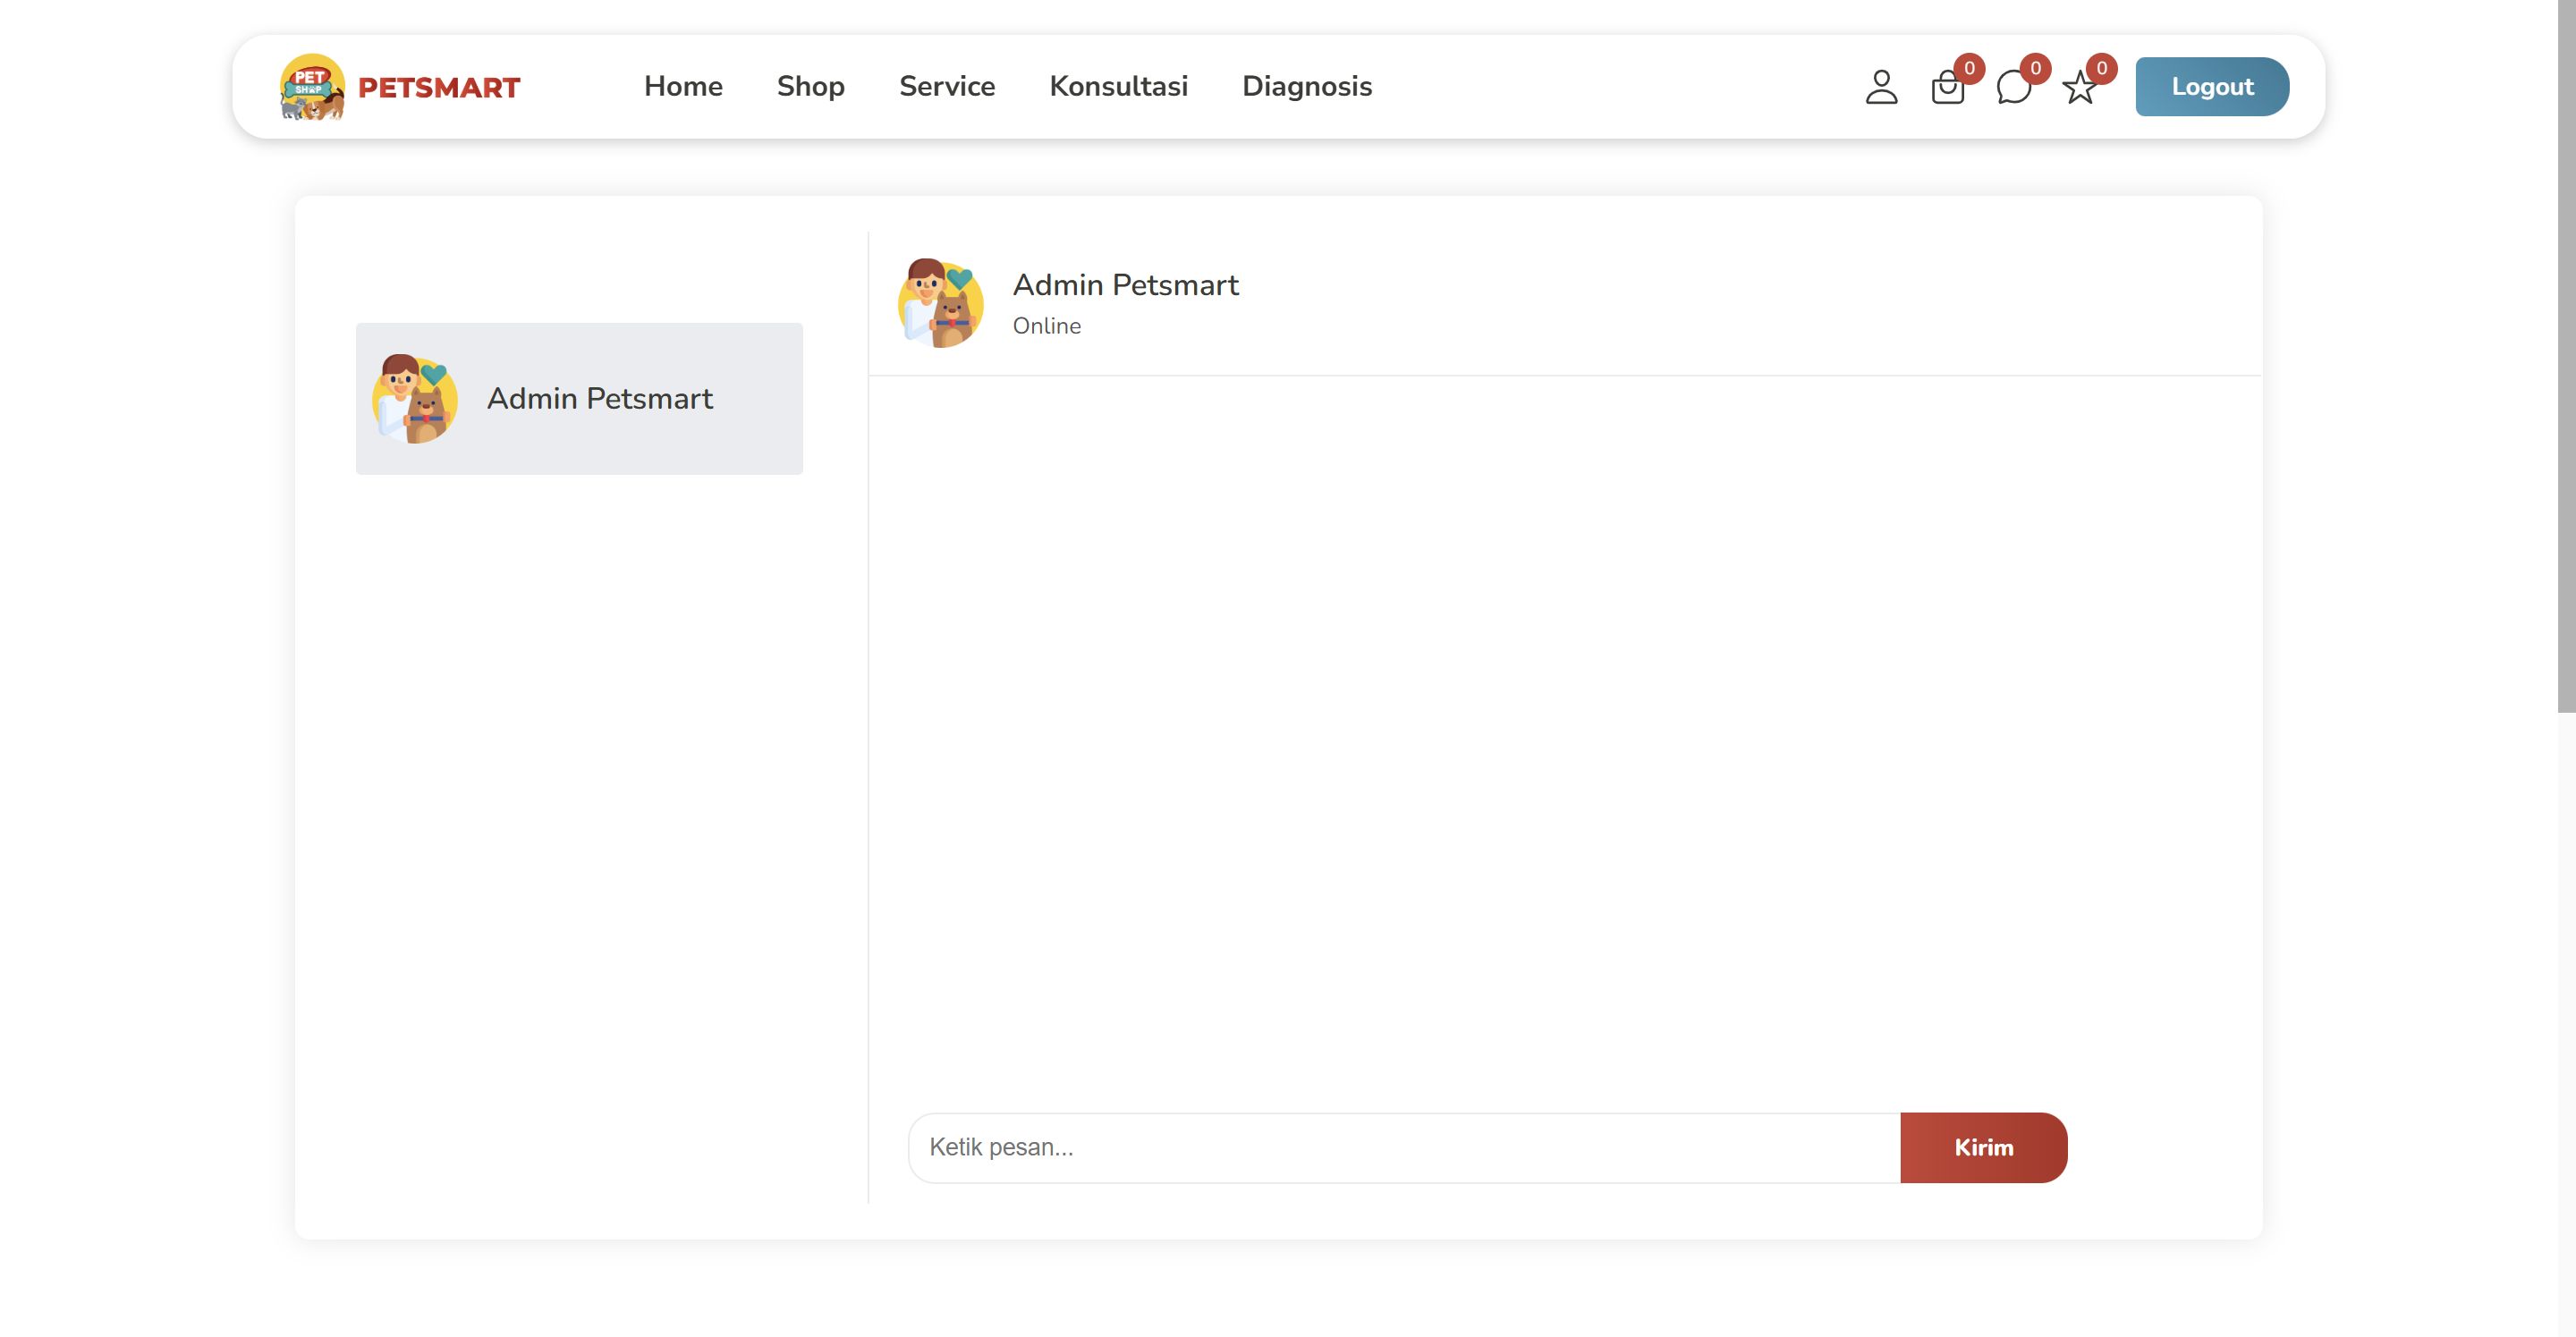 PET
SHOP
PETSMART
Home
Shop
Service
Konsultasi
Diagnosis
0
0
0
Logout
Admin Petsmart
Admin Petsmart
Online
Ketik pesan...
Kirim